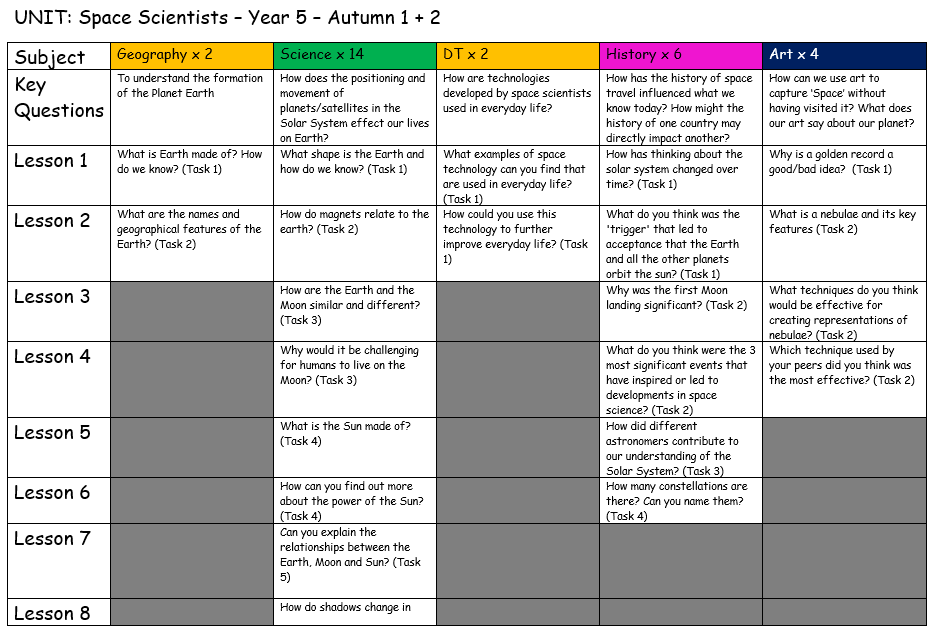 UNIT: Space Scientists – Year 5 – Autumn 1 + 2
Subject
Geography x 2
Science x 14
DT x 2
History x 6
Art x 4
Key
Questions
To understand the formation
of the Planet Earth
How does the positioning and
movement of
planets/satellites in the
Solar System effect our lives
on Earth?
How are technologies
developed by space scientists
used in everyday life?
How has the history of space
travel influenced what we
know today? How might the
history of one country may
directly impact another?
How can we use art to
capture 'Space' without
having visited it? What does
our art say about our planet?
Lesson 1
What is Earth made of? How
do we know? (Task 1)
What shape is the Earth and
how do we know? (Task 1)
What examples of space
technology can you find that
are used in everyday life?
(Task 1)
How has thinking about the
solar system changed over
time? (Task 1)
Why is a golden record a
good/bad idea? (Task 1)
Lesson 2
What are the names and
geographical features of the
Earth? (Task 2)
How do magnets relate to the
earth? (Task 2)
How could you use this
technology to further
improve everyday life? (Task
1)
What do you think was the
'trigger' that led to
acceptance that the Earth
and all the other planets
orbit the sun? (Task 1)
What is a nebulae and its key
features (Task 2)
Lesson 3
How are the Earth and the
Moon similar and different?
(Task 3)
Why was the first Moon
landing significant? (Task 2)
What techniques do you think
would be effective for
creating representations of
nebulae? (Task 2)
Lesson 4
Why would it be challenging
for humans to live on the
Moon? (Task 3)
What do you think were the 3
most significant events that
have inspired or led to
developments in space
science? (Task 2)
Which technique used by
your peers did you think was
the most effective? (Task 2)
Lesson 5
What is the Sun made of?
(Task 4)
How did different
astronomers contribute to
our understanding of the
Solar System? (Task 3)
Lesson 6
How can you find out more
about the power of the Sun?
(Task 4)
How many constellations are
there? Can you name them?
(Task 4)
Lesson 7
Can you explain the
relationships between the
Earth, Moon and Sun? (Task
5)
Lesson 8
How do shadows change in